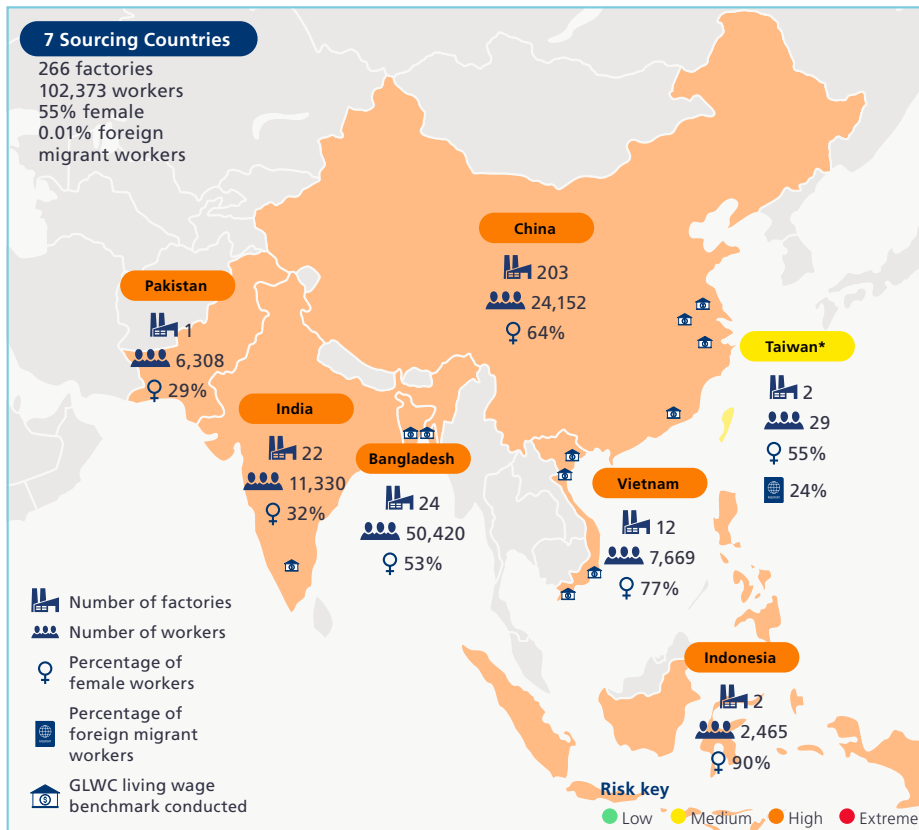 7 Sourcing Countries
266 factories
102,373 workers
55% female
0.01% foreign
migrant workers
China
203
24,152
64%
Pakistan
1
6,308
29%
Taiwan*
2
29
55%
24%
India
22
11,330
32%
Bangladesh
24
50,420
53%
Vietnam
12
7,669
77%
Indonesia
2
2,465
90%
Number of factories
Number of workers
Percentage of
female workers
Percentage of
foreign migrant
workers
GLWC living wage
benchmark conducted
Risk key
Low Medium High Extreme